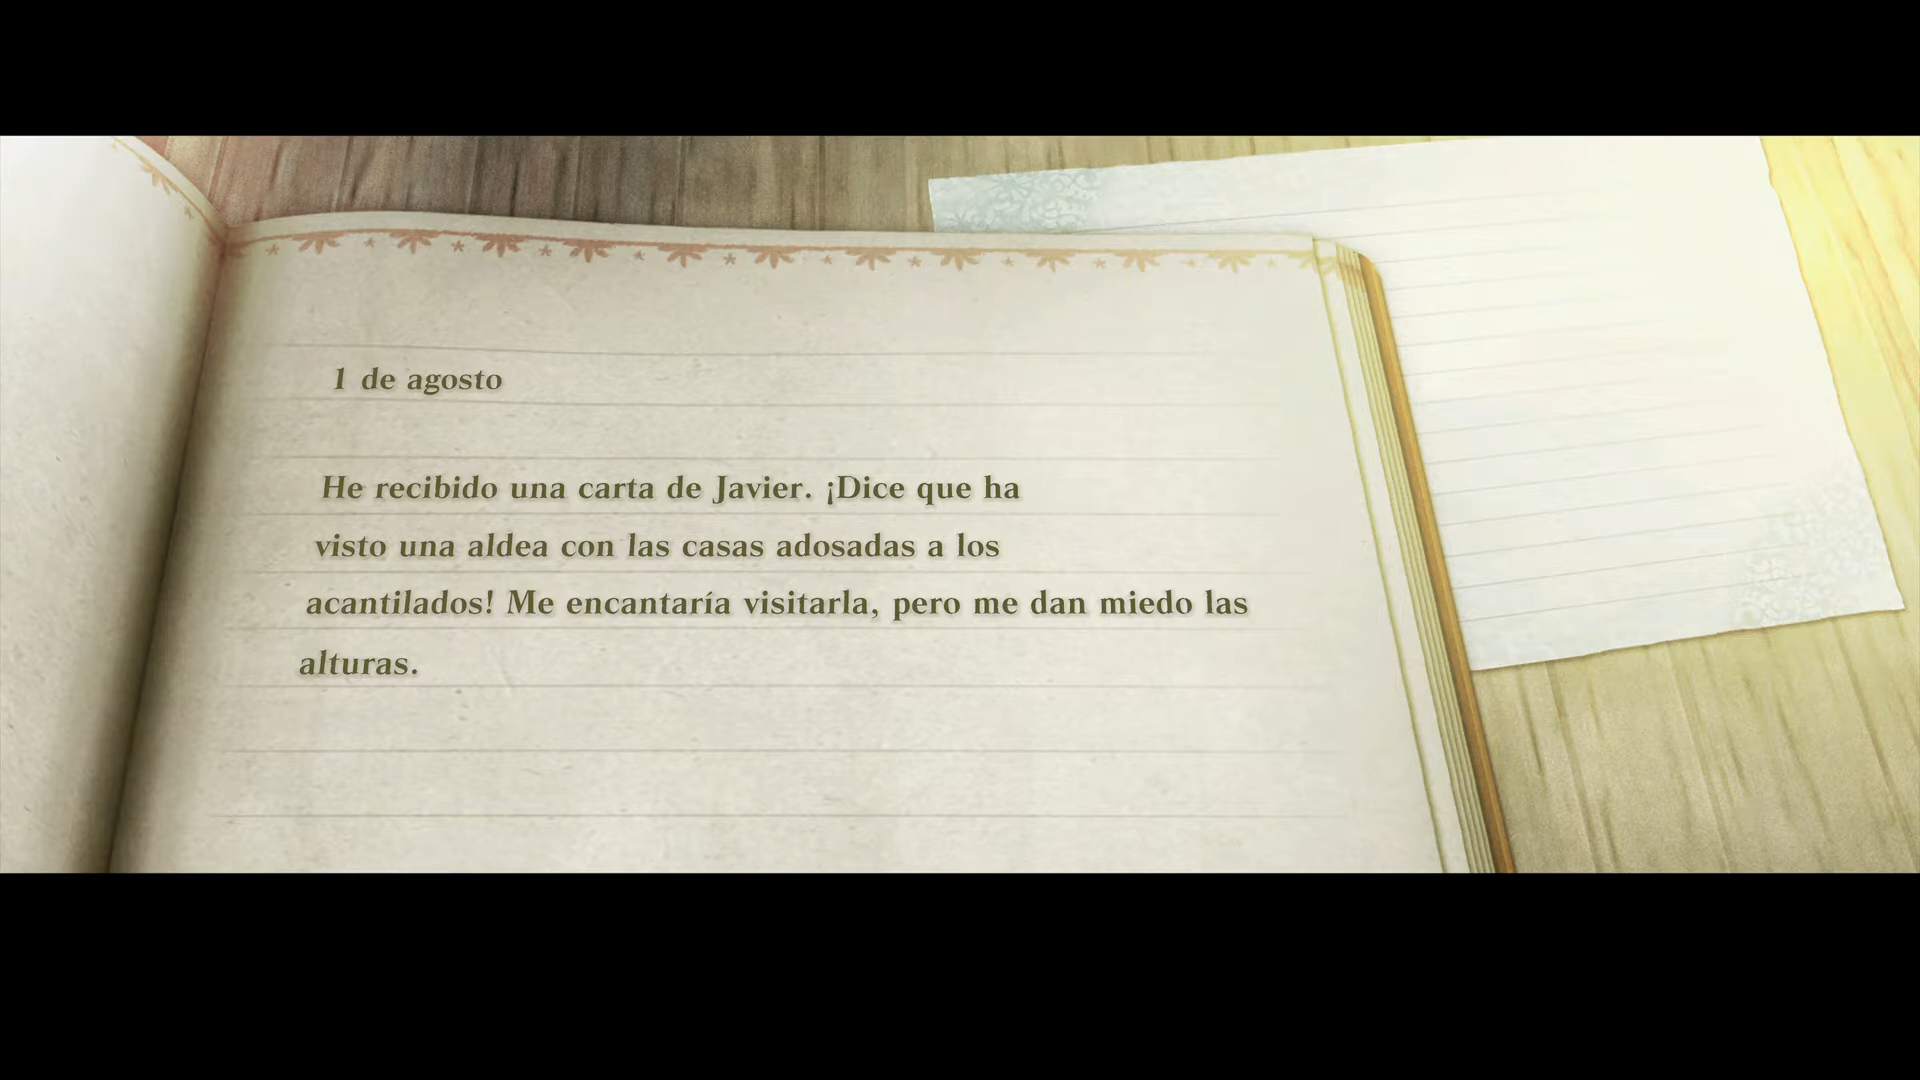 1 de agosto
He recibido una carta de Javier. ¡Dice que ha
visto una aldea con las casas adosadas a los
acantilados! Me encantaría visitarla, pero me dan miedo las
alturas.